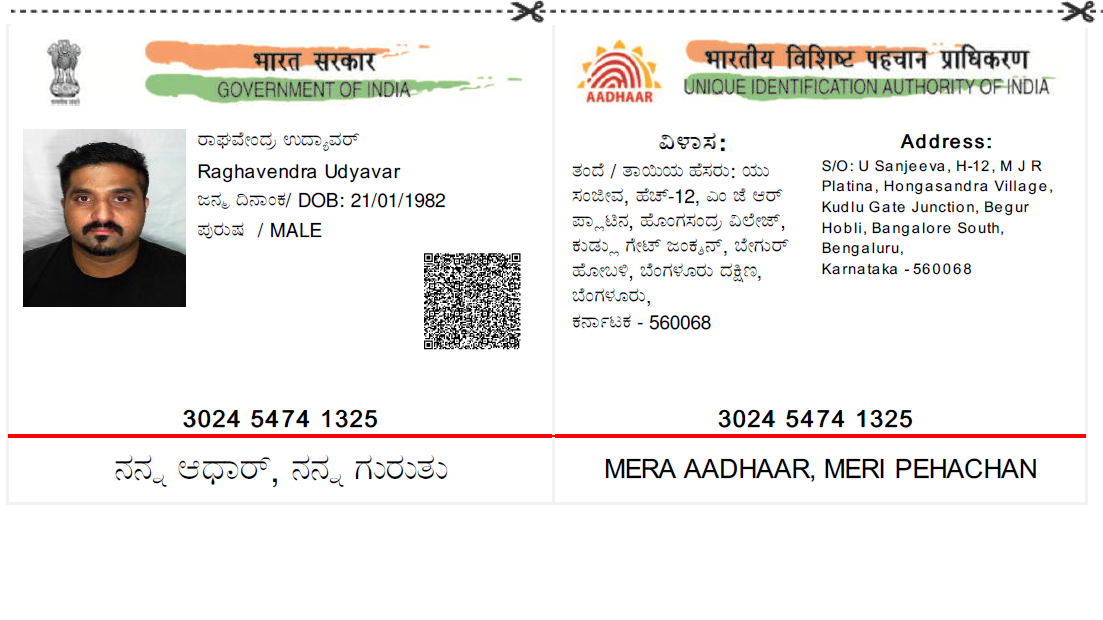 भारत सरकार
GOVERNMENT OF INDIA
ರಾಘವೇಂದ್ರ ಉದ್ಯಾವರ್
Raghavendra Udyavar
ಜನ್ಮ ದಿನಾಂಕ/ DOB: 21/01/1982
ಪುರುಷ / MALE
3024 5474 1325
ನನ್ನ ಆಧಾರ್, ನನ್ನ ಗುರುತು
भारतीय विशिष्ट पहचान प्राधिकरण
UNIQUE IDENTIFICATION AUTHORITY OF INDIA
AADHAAR
ವಿಳಾಸ:
ತಂದೆ / ತಾಯಿಯ ಹೆಸರು: ಯು
ಸಂಜೀವ, ಹೆಚ್-12, ಎಂ ಜೆ ಆರ್
ಪ್ಲಾಟಿನ, ಹೊಂಗಸಂದ್ರ ವಿಲೇಜ್,
ಕುಡ್ಲು ಗೇಟ್ ಜಂಕ್ಶನ್, ಬೇಗುರ್
ಹೋಬಳಿ, ಬೆಂಗಳೂರು ದಕ್ಷಿಣ,
ಬೆಂಗಳೂರು,
ಕರ್ನಾಟಕ - 560068
Address:
S/O: U Sanjeeva, H-12, M J R
Platina, Hongasandra Village,
Kudlu Gate Junction, Begur
Hobli, Bangalore South,
Bengaluru,
Karnataka - 560068
3024 5474 1325
MERA AADHAAR, MERI PEHACHAN